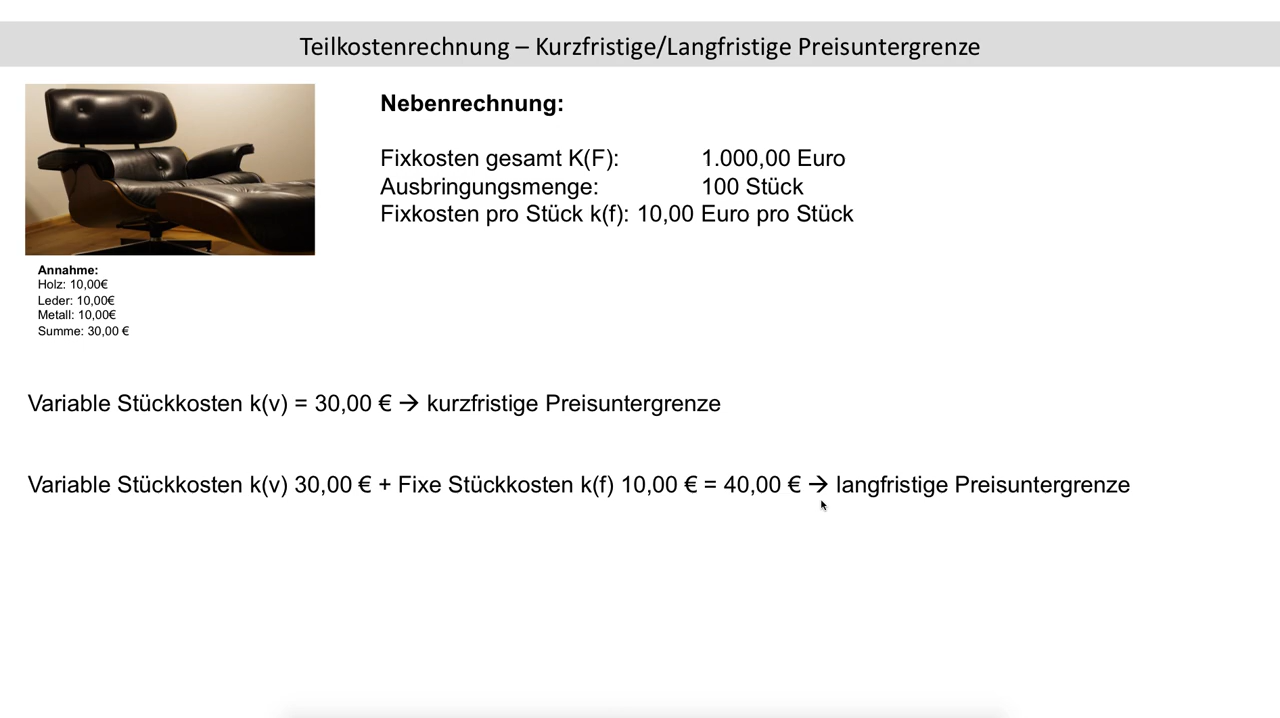 Teilkostenrechnung – Kurzfristige/Langfristige Preisuntergrenze
Nebenrechnung:
Fixkosten gesamt K(F): 1.000,00 Euro
Ausbringungsmenge: 100 Stück
Fixkosten pro Stück k(f): 10,00 Euro pro Stück
Annahme:
Holz: 10,00€
Leder: 10,00€
Metall: 10,00€
Summe: 30,00 €
Variable Stückkosten k(v) = 30,00 € → kurzfristige Preisuntergrenze
Variable Stückkosten k(v) 30,00 € + Fixe Stückkosten k(f) 10,00 € = 40,00 € → langfristige Preisuntergrenze